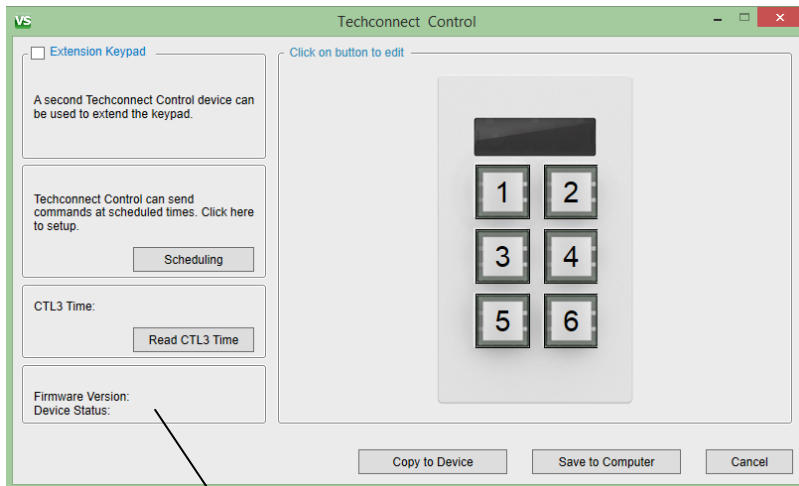 VS
Techconnect Control
Extension Keypad
A second Techconnect Control device can
be used to extend the keypad.
Techconnect Control can send
commands at scheduled times. Click here
to setup.
Scheduling
CTL3 Time:
Read CTL3 Time
Firmware Version:
Device Status:
Click on button to edit
1 2
3 4
5 6
Copy to Device
Save to Computer
Cancel